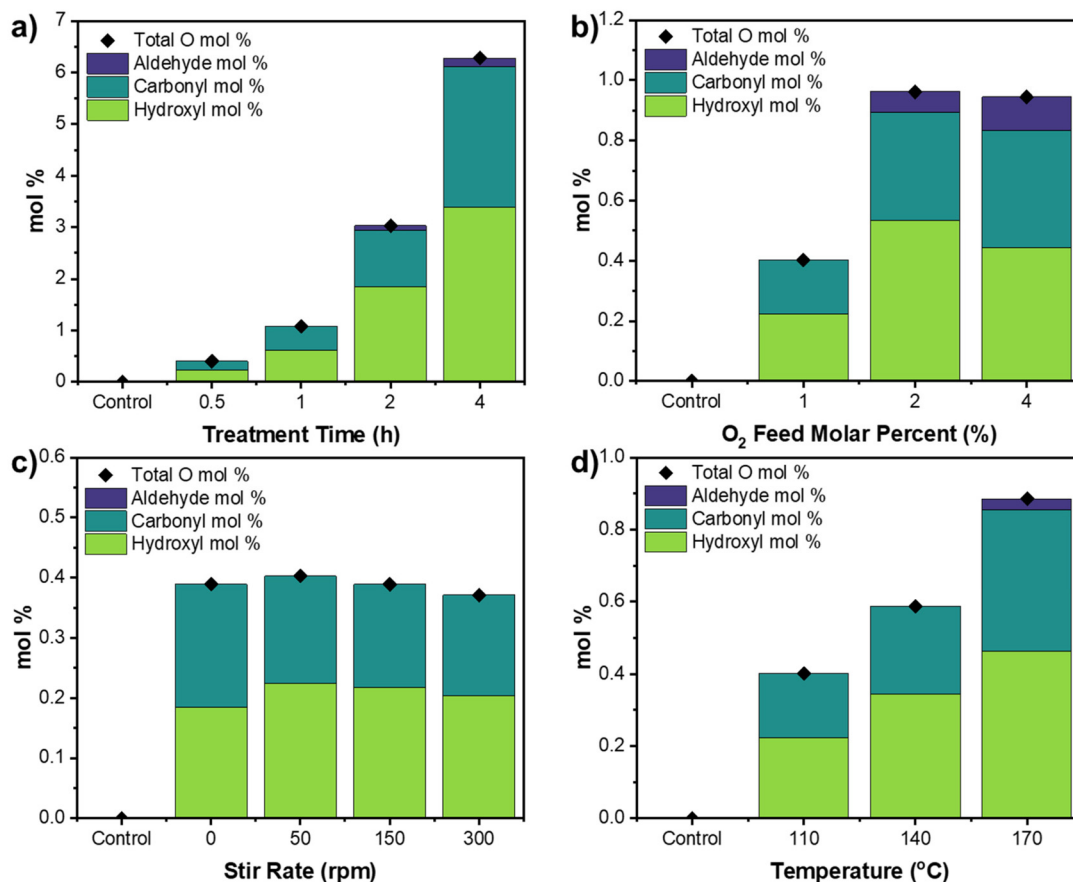 a)
◆ Total O mol %
Aldehyde mol %
Carbonyl mol %
Hydroxyl mol %
7
6
5
4
3
2
1
0
mol %
Control 0.5 1 2 4
Treatment Time (h)
b)
◆ Total O mol %
Aldehyde mol %
Carbonyl mol %
Hydroxyl mol %
1.2
1.0
0.8
0.6
0.4
0.2
0.0
mol %
Control 1 2 4
O₂ Feed Molar Percent (%)
c)
◆ Total O mol %
Aldehyde mol %
Carbonyl mol %
Hydroxyl mol %
0.6
0.5
0.4
0.3
0.2
0.1
0.0
mol %
Control 0 50 150 300
Stir Rate (rpm)
d)
◆ Total O mol %
Aldehyde mol %
Carbonyl mol %
Hydroxyl mol %
1.0
0.8
0.6
0.4
0.2
0.0
mol %
Control 110 140 170
Temperature (°C)